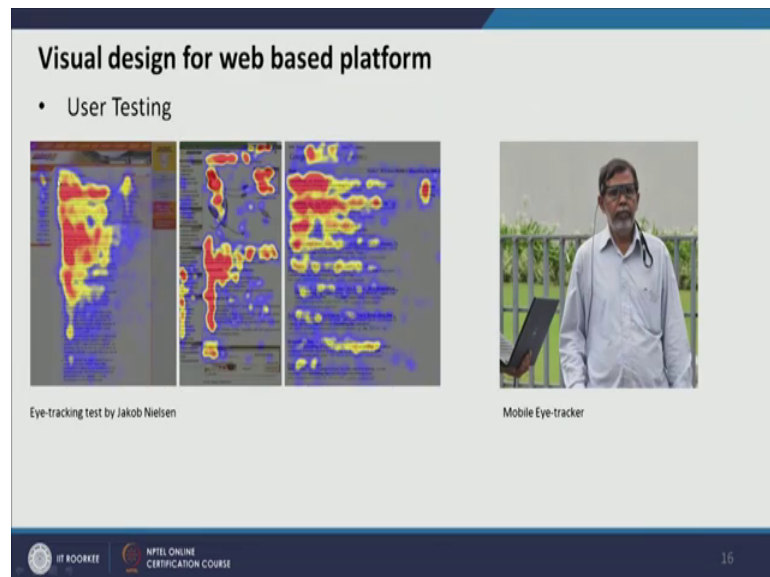 Visual design for web based platform
• User Testing
Eye-tracking test by Jakob Nielsen
Mobile Eye-tracker
IIT ROORKEE
NPTEL ONLINE
CERTIFICATION COURSE
16